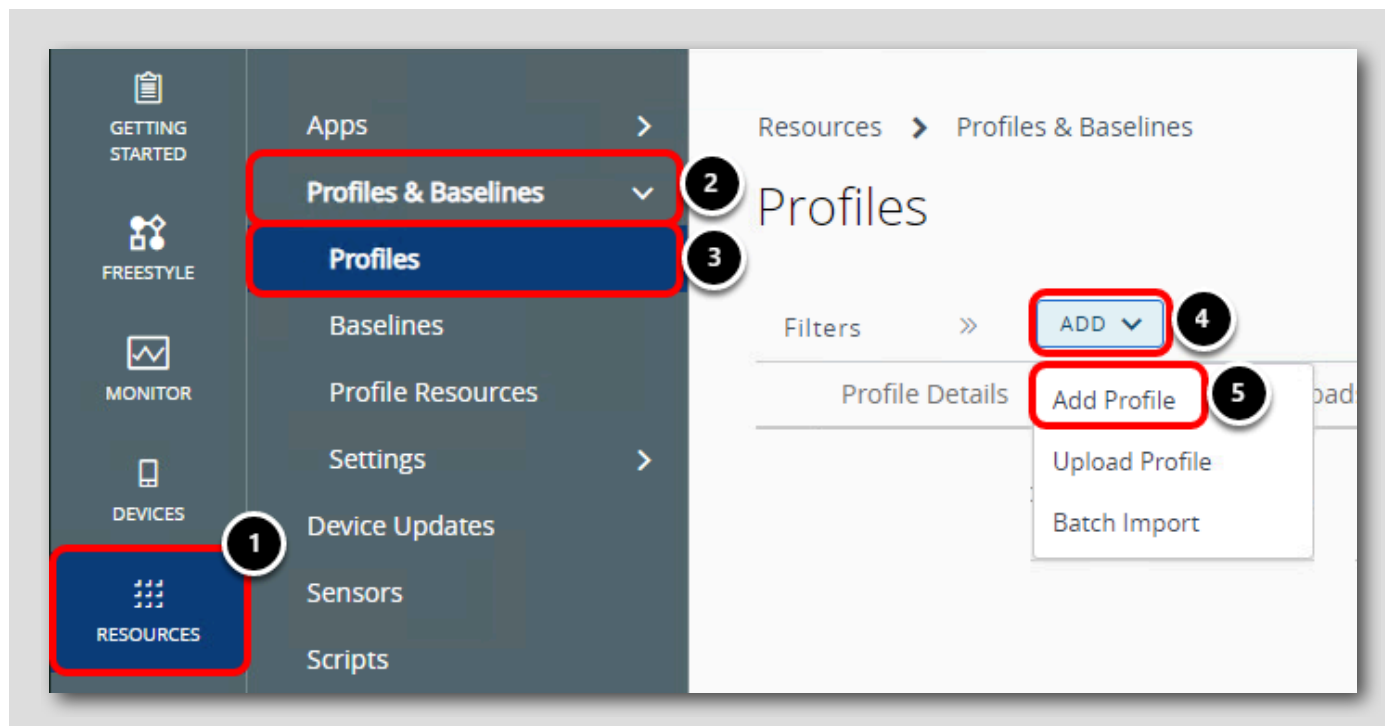 GETTING
STARTED
FREESTYLE
MONITOR
DEVICES
1
RESOURCES
Apps
Profiles & Baselines
2
Profiles
3
Baselines
Profile Resources
Settings
Device Updates
Sensors
Scripts
Resources > Profiles & Baselines
Profiles
Filters » ADD 4
Profile Details
Add Profile 5
Upload Profile
Batch Import